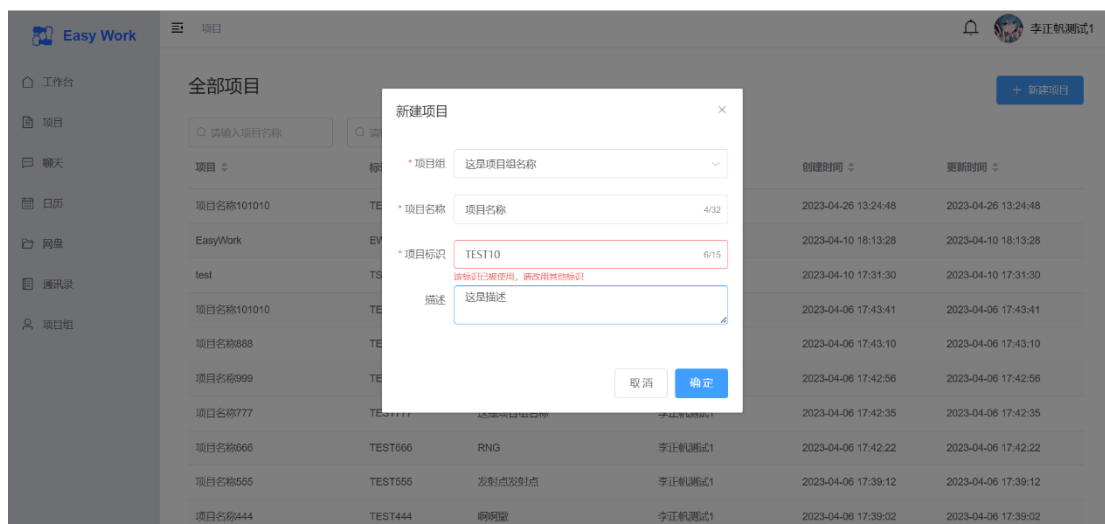 Easy Work
项目
李正帆测试1
工作台
项目
聊天
日历
网盘
通讯录
项目组
全部项目
+ 新建项目
请输入项目名称
项目
创建时间 更新时间
项目名称101010 2023-04-26 13:24:48 2023-04-26 13:24:48
EasyWork 2023-04-10 18:13:28 2023-04-10 18:13:28
test 2023-04-10 17:31:30 2023-04-10 17:31:30
项目名称101010 2023-04-06 17:43:41 2023-04-06 17:43:41
项目名称888 2023-04-06 17:43:10 2023-04-06 17:43:10
项目名称999 2023-04-06 17:42:56 2023-04-06 17:42:56
项目名称777 TEST777 这是项目组名称 李正帆测试1 2023-04-06 17:42:35 2023-04-06 17:42:35
项目名称666 TEST666 RNG 李正帆测试1 2023-04-06 17:42:22 2023-04-06 17:42:22
项目名称555 TEST555 发射点发射点 李正帆测试1 2023-04-06 17:39:12 2023-04-06 17:39:12
项目名称444 TEST444 李正帆测试1 2023-04-06 17:39:02 2023-04-06 17:39:02
新建项目
* 项目组 这是项目组名称
* 项目名称 项目名称 4/32
* 项目标识 TEST10 6/15
该标识已被使用，请改用其他标识
描述 这是描述
取消 确定